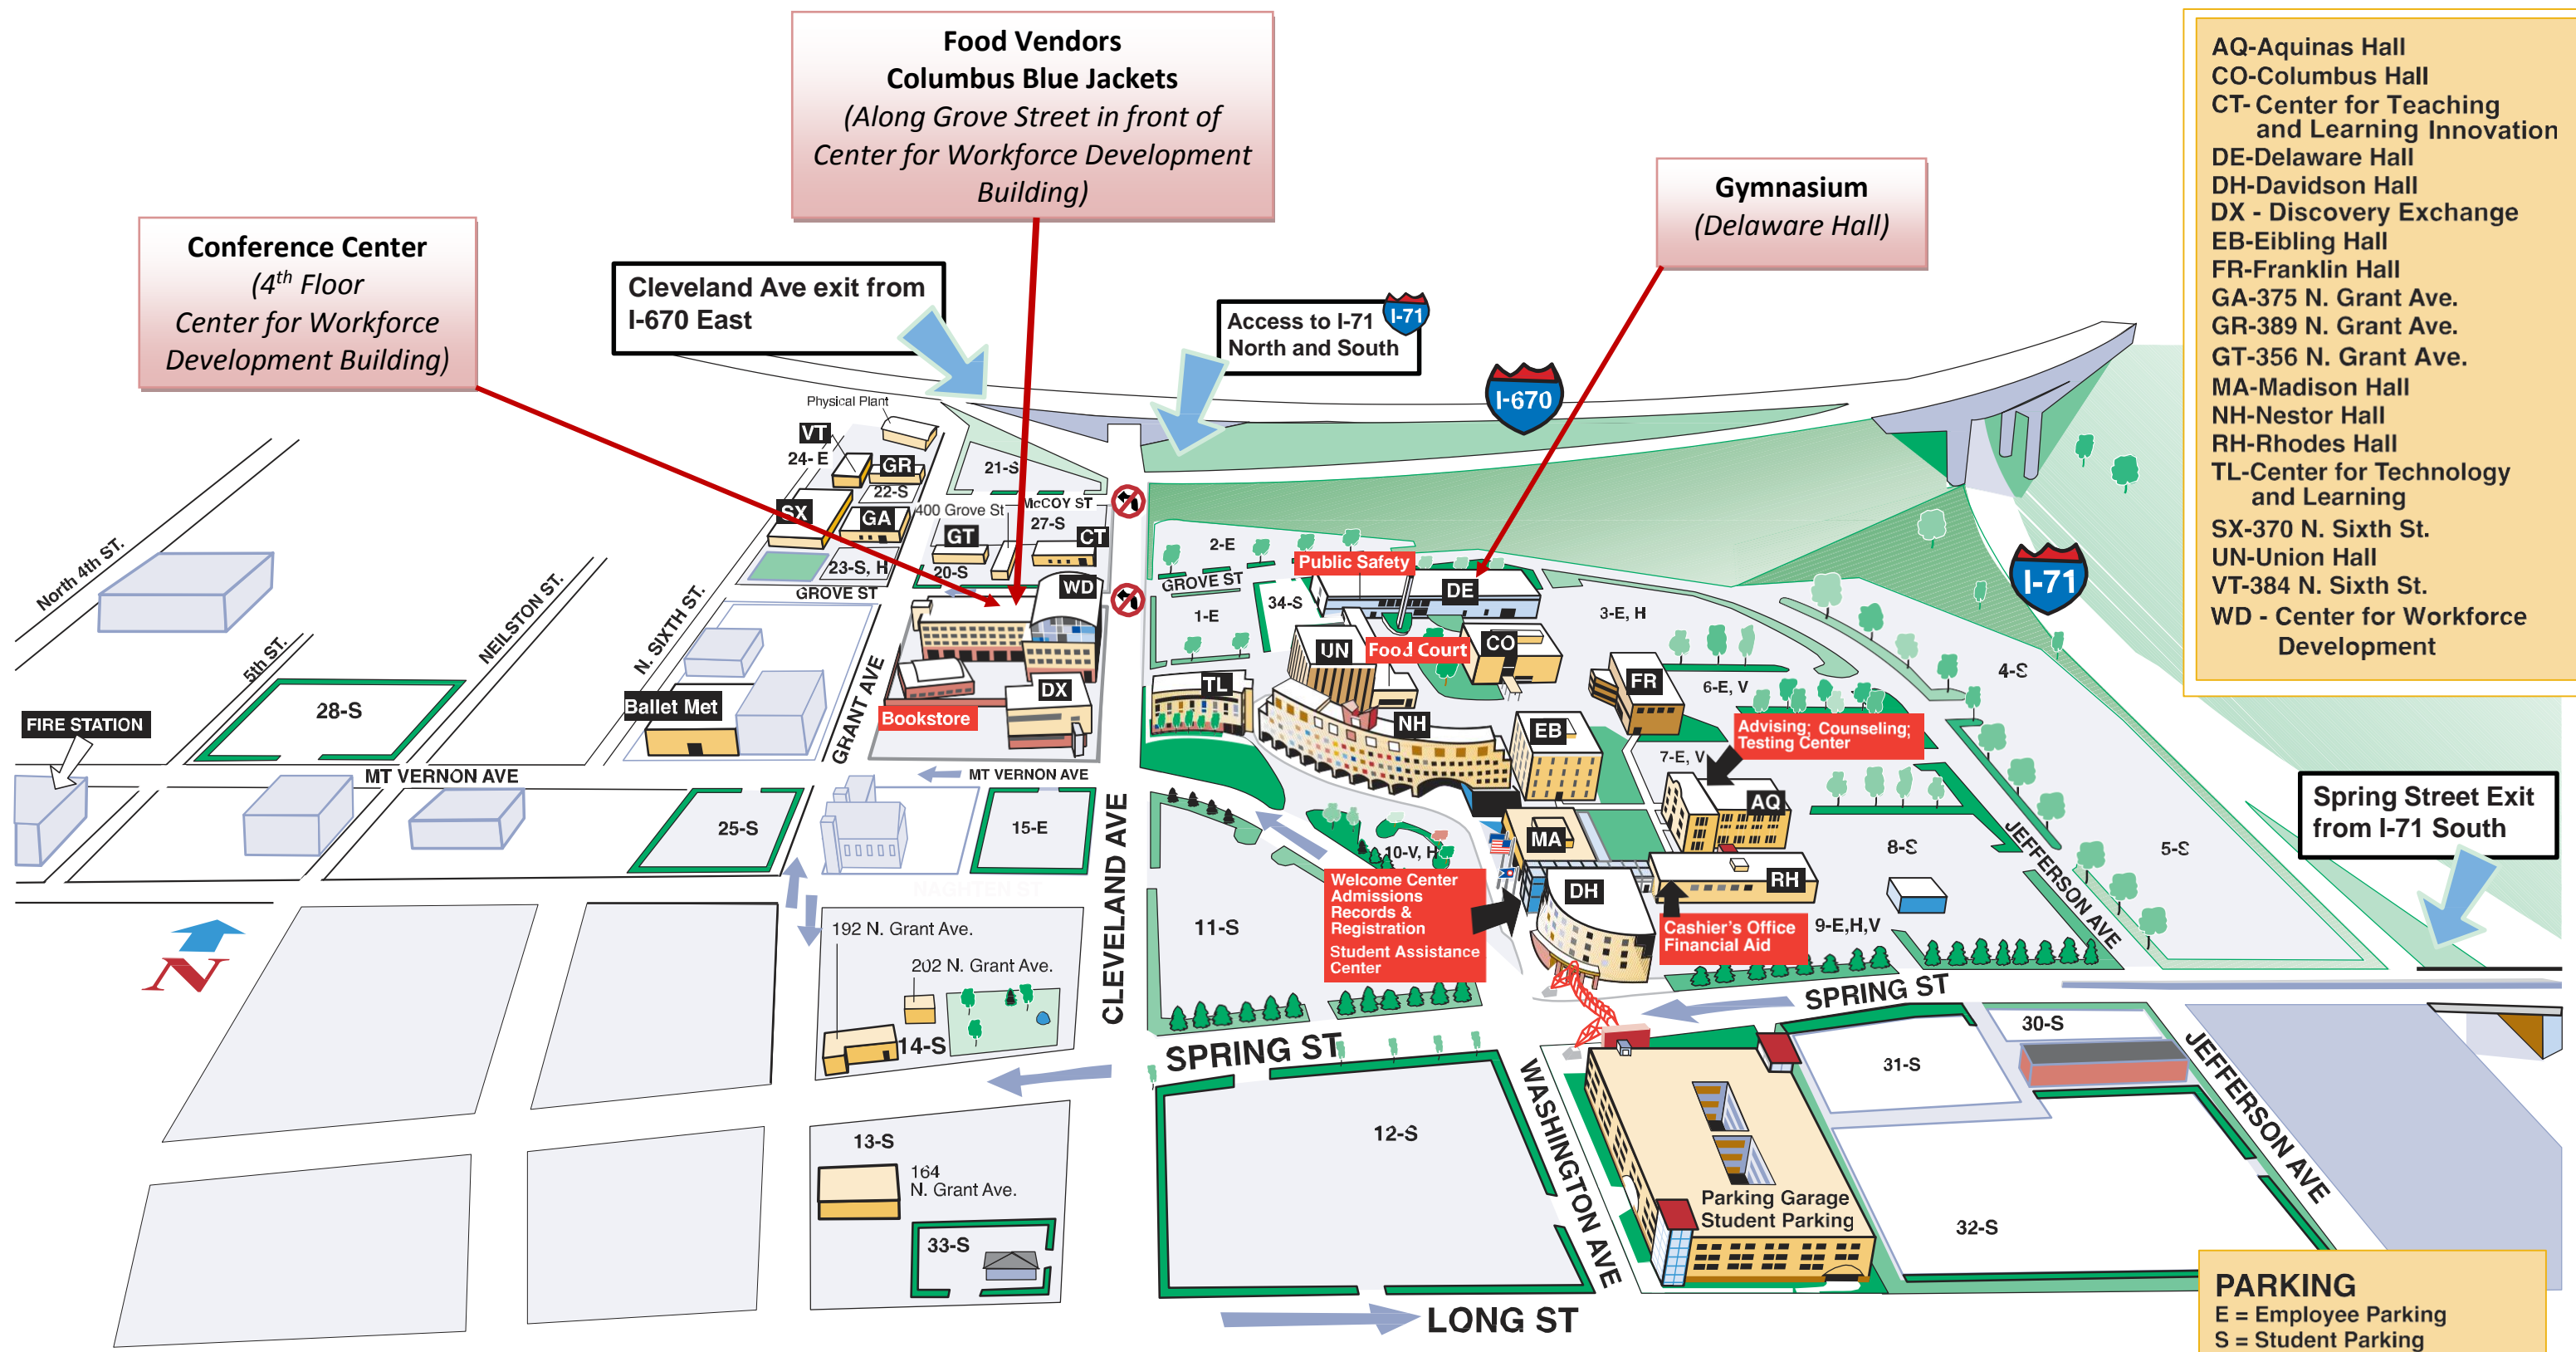 Food Vendors
Columbus Blue Jackets
(Along Grove Street in front of
Center for Workforce Development
Building)
Gymnasium
(Delaware Hall)
Conference Center
(4th Floor
Center for Workforce
Development Building)
Cleveland Ave exit from
I-670 East
Access to I-71
North and South
I-71
I-670
I-71
Spring Street Exit
from I-71 South
AQ-Aquinas Hall
CO-Columbus Hall
CT- Center for Teaching
and Learning Innovation
DE-Delaware Hall
DH-Davidson Hall
DX - Discovery Exchange
EB-Eibling Hall
FR-Franklin Hall
GA-375 N. Grant Ave.
GR-389 N. Grant Ave.
GT-356 N. Grant Ave.
MA-Madison Hall
NH-Nestor Hall
RH-Rhodes Hall
TL-Center for Technology
and Learning
SX-370 N. Sixth St.
UN-Union Hall
VT-384 N. Sixth St.
WD - Center for Workforce
Development
Physical Plant
VT
24- E
GR
22-S
21-S
SX
GA
400 Grove St
McCOY ST
27-S
GT
CT
23-S, H
20-S
GROVE ST
WD
North 4th ST.
5th ST.
NEILSTON ST.
N. SIXTH ST.
GRANT AVE
Ballet Met
Bookstore
DX
FIRE STATION
28-S
MT VERNON AVE
MT VERNON AVE
25-S
15-E
NAGHTEN ST
CLEVELAND AVE
2-E
GROVE ST
1-E
34-S
Public Safety
DE
3-E, H
UN
Food Court
CO
TL
NH
EB
FR
6-E, V
4-S
Advising; Counseling;
Testing Center
7-E, V
AQ
MA
10-V, H
8-S
5-S
JEFFERSON AVE
Welcome Center
Admissions
Records &
Registration
Student Assistance
Center
DH
RH
Cashier's Office
Financial Aid
9-E,H,V
11-S
SPRING ST
N
192 N. Grant Ave.
202 N. Grant Ave.
14-S
SPRING ST
13-S
164
N. Grant Ave.
33-S
12-S
WASHINGTON AVE
Parking Garage
Student Parking
31-S
30-S
32-S
JEFFERSON AVE
LONG ST
PARKING
E = Employee Parking
S = Student Parking